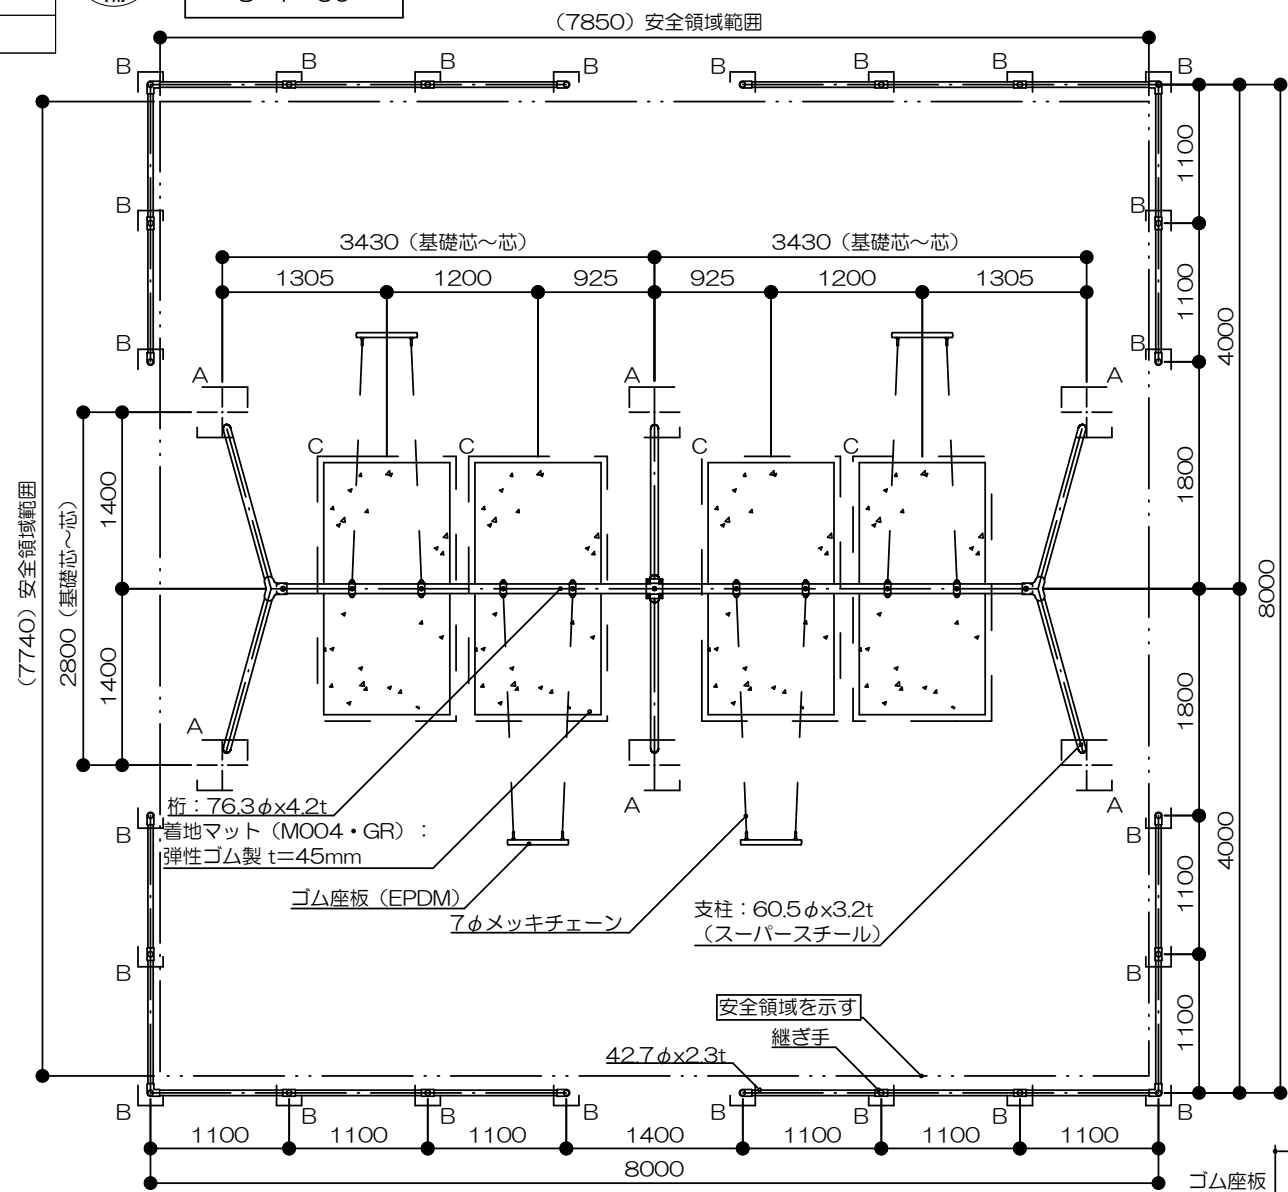 (7850) 安全領域範囲
B B B B B B B B
1100
B B
3430 (基礎芯~芯) 3430 (基礎芯~芯)
1305 1200 925 925 1200 1305
1100
4000
B B
A A A
C C C
(7740) 安全領域範囲
2800 (基礎芯~芯)
1400
1800
8000
1400
1800
A
桁:76.3φx4.2t
着地マット (M004・GR) :
弾性ゴム製 t=45mm
A A
B B
4000
1100
ゴム座板 (EPDM)
7φメッキチェーン
支柱:60.5φx3.2t
(スーパースチール)
B B
安全領域を示す
継ぎ手
42.7φx2.3t
1100
B B B B B B B B
1100 1100 1100 1400 1100 1100 1100
8000
ゴム座板